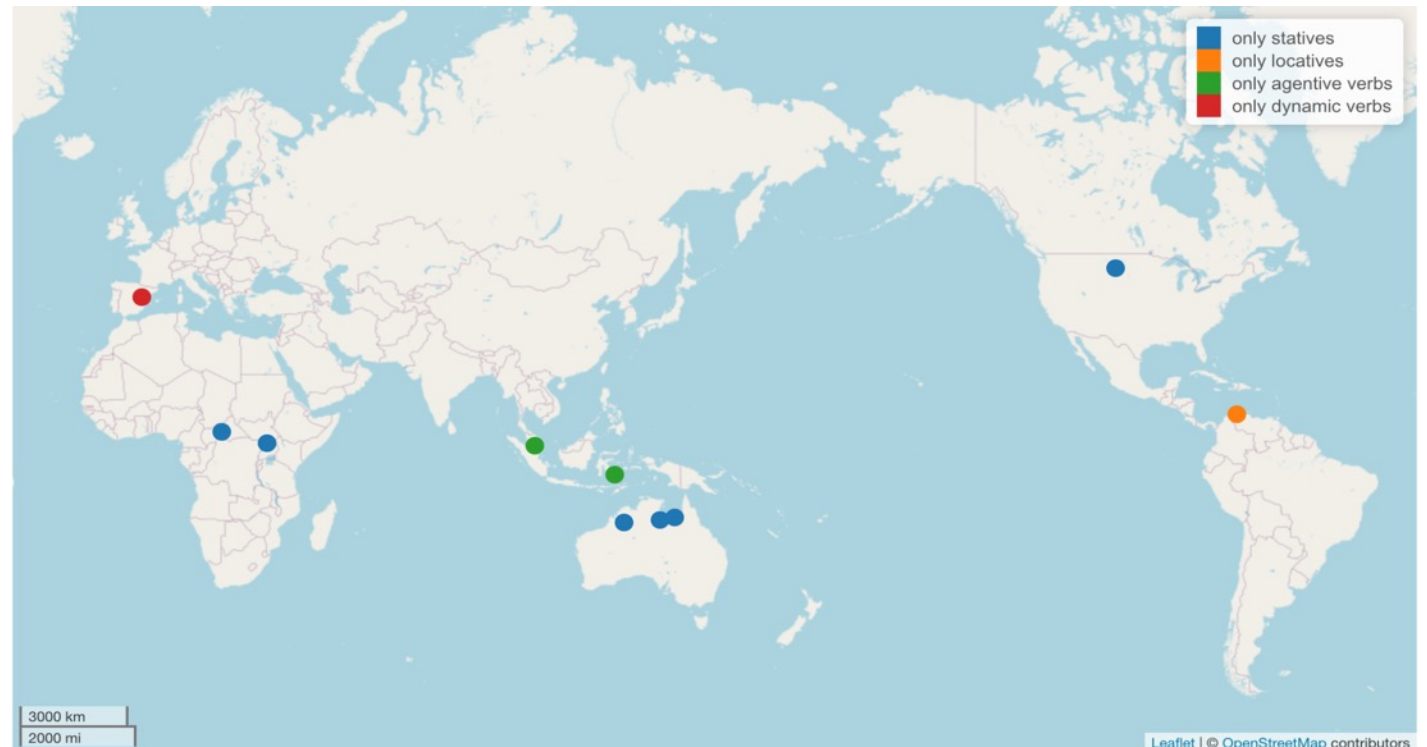 only statives
only locatives
only agentive verbs
only dynamic verbs
3000 km
2000 mi
Leaflet | © OpenStreetMap contributors